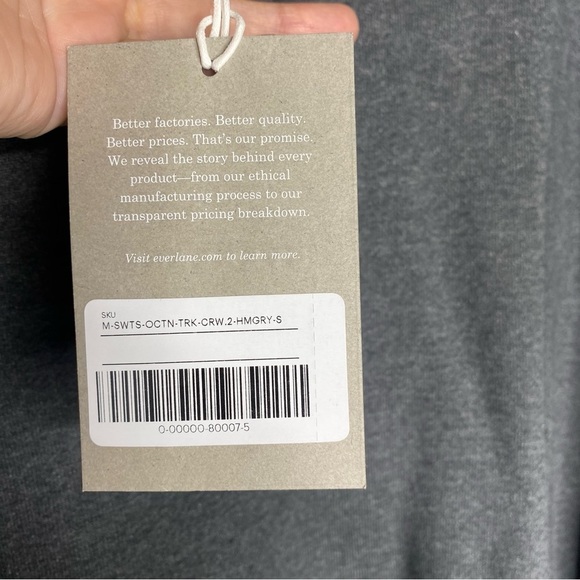 Better factories. Better quality.
Better prices. That's our promise.
We reveal the story behind every
product—from our ethical
manufacturing process to our
transparent pricing breakdown.
Visit everlane.com to learn more.
SKU
M-SWTS-OCTN-TRK-CRW.2-HMGRY-S
0-00000-80007-5